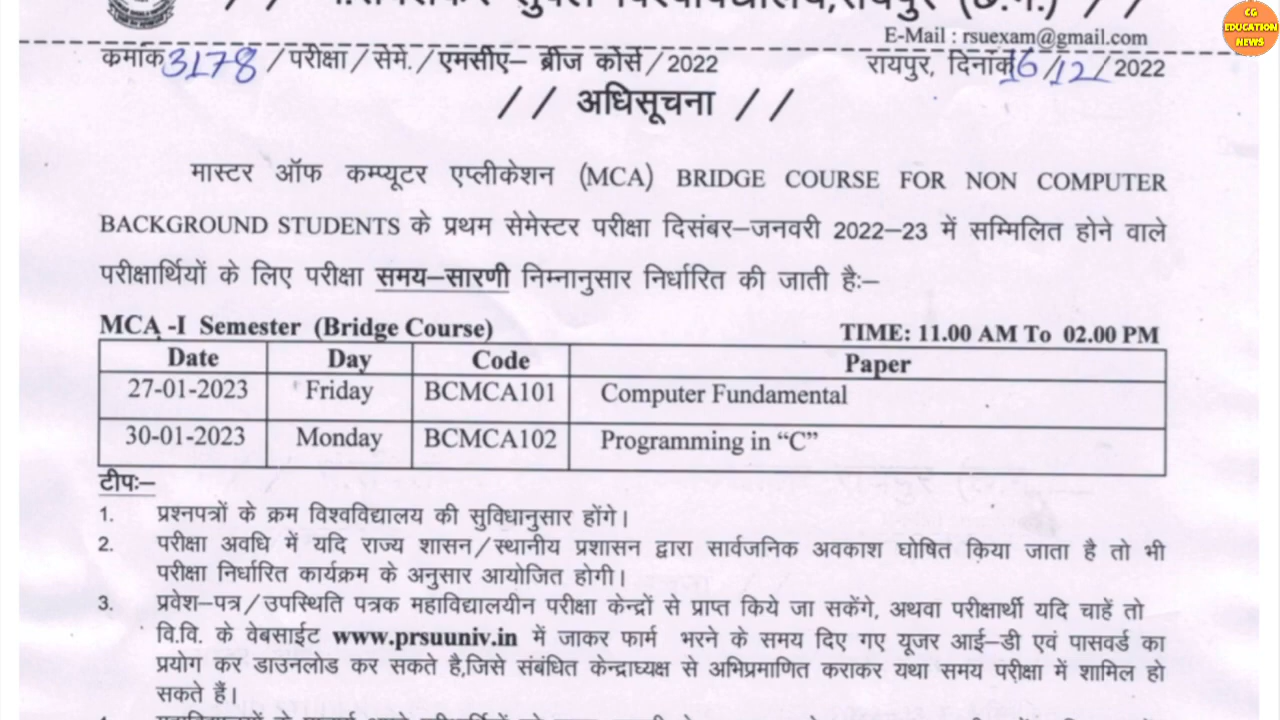 सुक्ल विश्वविद्यालय,रायपुर (छ.ग.) / /
CG
EDUCATION
NEWS
E-Mail : rsuexam@gmail.com
कमांक 3178 /परीक्षा/सेमे./एमसीए– ब्रीज कोर्स/2022 रायपुर, दिनांक 16/12/2022
/ / अधिसूचना / /
मास्टर ऑफ कम्प्यूटर एप्लीकेशन (MCA) BRIDGE COURSE FOR NON COMPUTER
BACKGROUND STUDENTS के प्रथम सेमेस्टर परीक्षा दिसंबर–जनवरी 2022–23 में सम्मिलित होने वाले
परीक्षार्थियों के लिए परीक्षा समय–सारणी निम्नानुसार निर्धारित की जाती हैः–
MCA -I Semester (Bridge Course) TIME: 11.00 AM To 02.00 PM
Date Day Code Paper
27-01-2023 Friday BCMCA101 Computer Fundamental
30-01-2023 Monday BCMCA102 Programming in “C”
टीपः–
1. प्रश्नपत्रों के क्रम विश्वविद्यालय की सुविधानुसार होंगे।
2. परीक्षा अवधि में यदि राज्य शासन/स्थानीय प्रशासन द्वारा सार्वजनिक अवकाश घोषित किया जाता है तो भी
परीक्षा निर्धारित कार्यक्रम के अनुसार आयोजित होगी।
3. प्रवेश–पत्र/उपस्थिति पत्रक महाविद्यालयीन परीक्षा केन्द्रों से प्राप्त किये जा सकेंगे, अथवा परीक्षार्थी यदि चाहें तो
वि.वि. के वेबसाईट www.prsuuniv.in में जाकर फार्म भरने के समय दिए गए यूजर आई–डी एवं पासवर्ड का
प्रयोग कर डाउनलोड कर सकते है,जिसे संबंधित केन्द्राध्यक्ष से अभिप्रमाणित कराकर यथा समय परीक्षा में शामिल हो
सकते हैं।